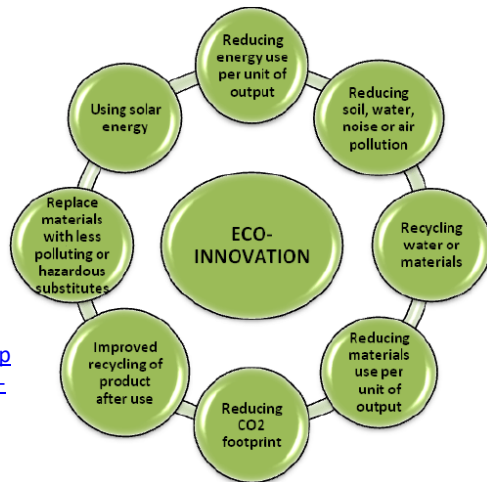 Reducing
energy use
per unit of
output
Reducing
soil, water,
noise or air
pollution
Recycling
water or
materials
Reducing
materials
use per
unit of
output
Reducing
CO2
footprint
Improved
recycling of
product
after use
Replace
materials
with less
polluting or
hazardous
substitutes
Using solar
energy
ECO-
INNOVATION
p
-